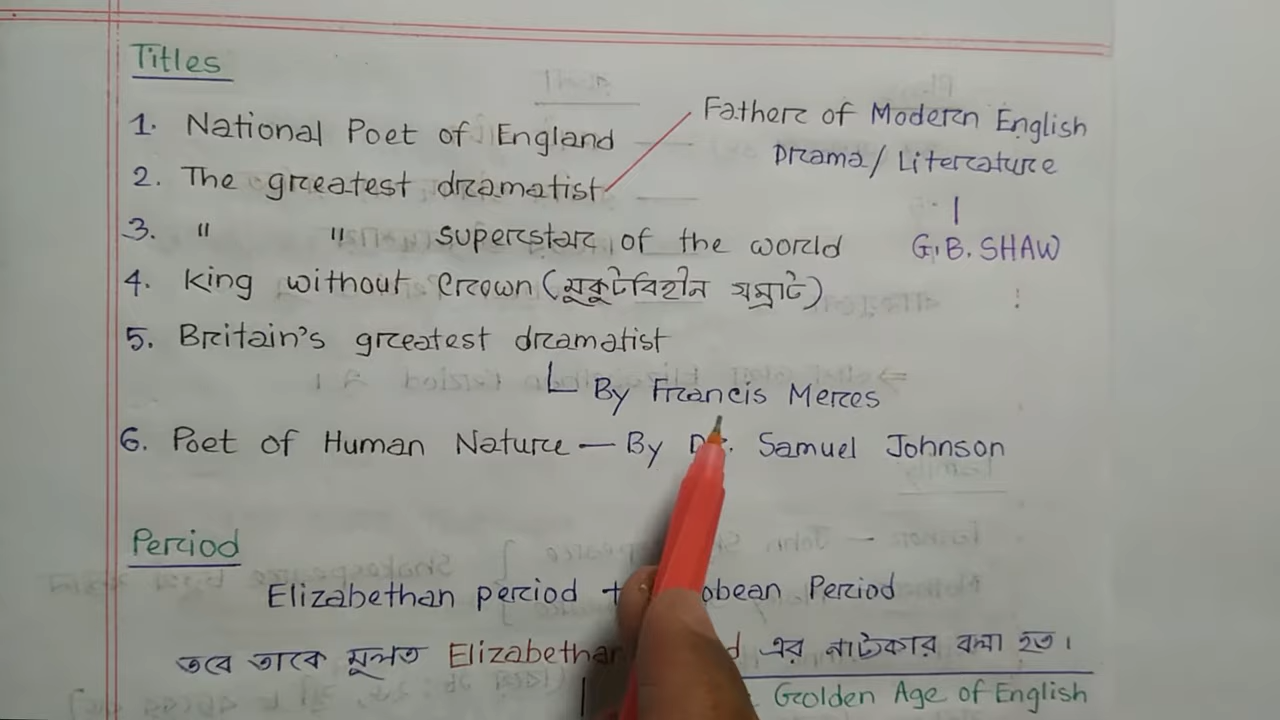 Titles
1. National Poet of England
2. The greatest dramatist
Father of Modern English
Drama/Literature
G.B. SHAW
3. " " superstar of the world
4. King without Crown (মুকুটবিহীন সম্রাট)
5. Britain's greatest dramatist
By Francis Meres
6. Poet of Human Nature — By Dr. Samuel Johnson
Period
Elizabethan period + obean Period
তবে তাকে মূলত Elizabethan d এর নাট্যকার বলা হত।
Golden Age of English